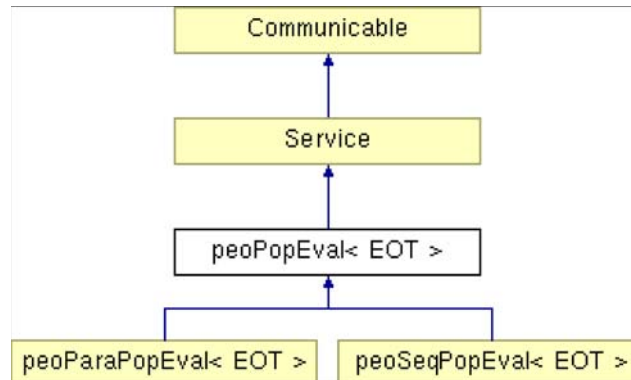 Communicable
Service
peoPopEval< EOT >
peoParaPopEval< EOT >
peoSeqPopEval< EOT >